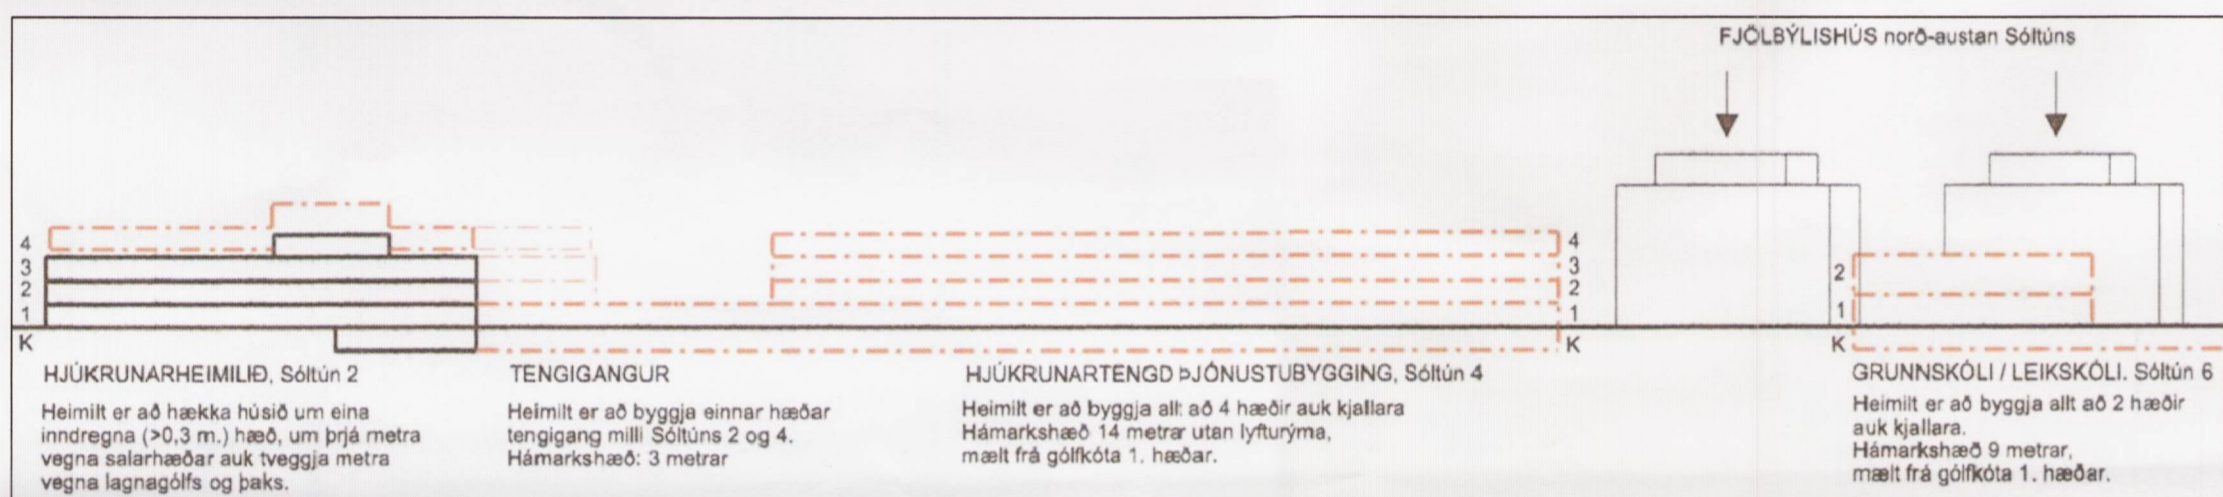 FJÖLBÝLISHÚS norð-austan Sóltúns
4
3
2
1
K
4
3
2
1
K
2
1
K
HJÚKRUNARHEIMILIÐ, Sóltún 2
Heimilt er að hækka húsið um eina
inndregna (>0,3 m.) hæð, um þrjá metra
vegna salarhæðar auk tveggja metra
vegna lagnagólfs og þaks.
TENGIGANGUR
Heimilt er að byggja einnar hæðar
tengigang milli Sóltúns 2 og 4.
Hámarkshæð: 3 metrar
HJÚKRUNARTENGD ÞJÓNUSTUBYGGING, Sóltún 4
Heimilt er að byggja allt að 4 hæðir auk kjallara
Hámarkshæð 14 metrar utan lyfturýma,
mælt frá gólfkóta 1. hæðar.
GRUNNSKÓLI / LEIKSKÓLI. Sóltún 6
Heimilt er að byggja allt að 2 hæðir
auk kjallara.
Hámarkshæð 9 metrar,
mælt frá gólfkóta 1. hæðar.